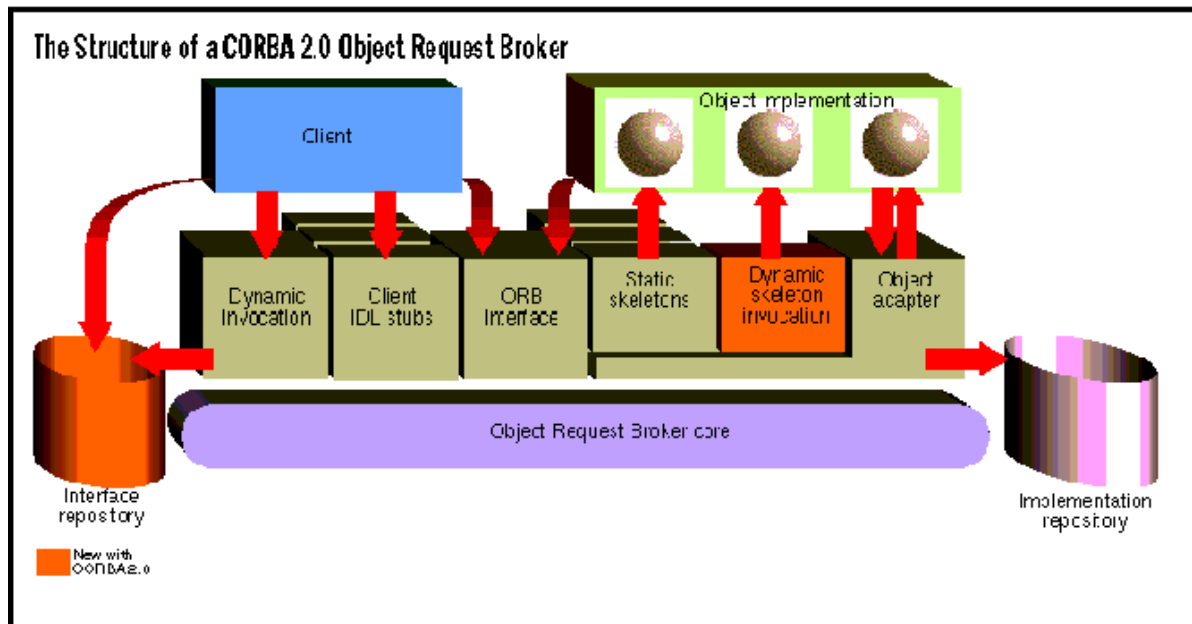 The Structure of a CORBA 2.0 Object Request Broker
Client
Object implementation
Dynamic
invocation
Client
IDL stubs
ORB
interface
Static
skeletons
Dynamic
skeleton
invocation
Object
adapter
Object Request Broker core
Interface
repository
Implementation
repository
New with
CORBA 2.0